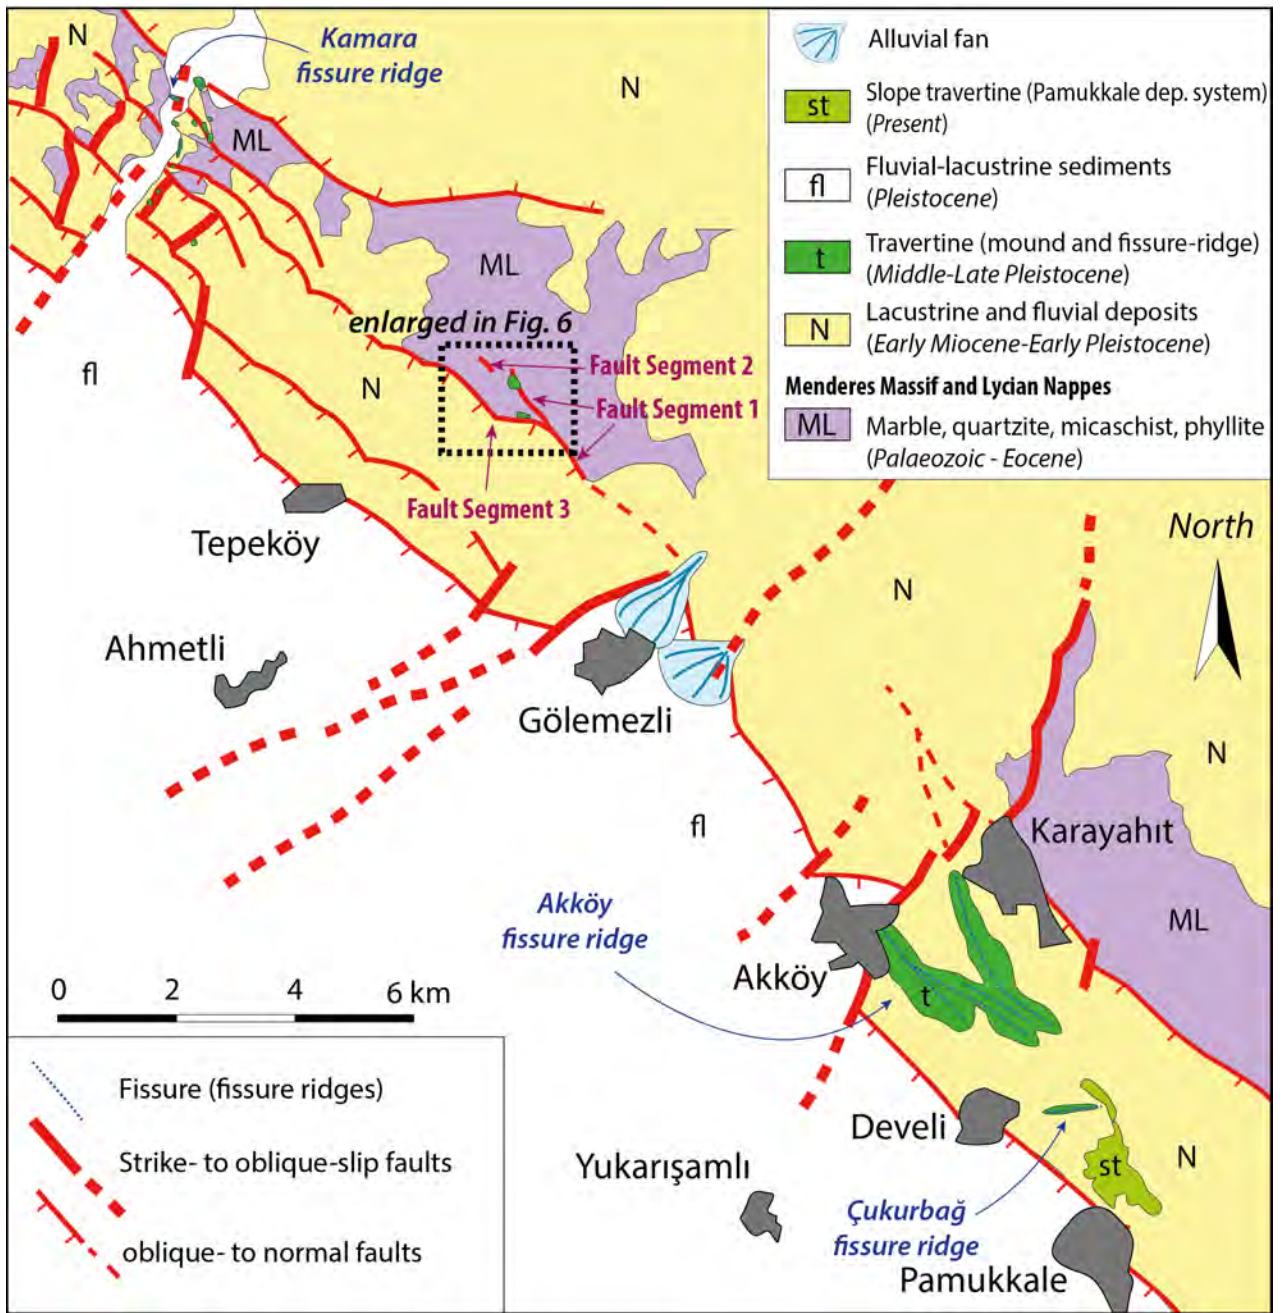 N
Kamara
fissure ridge
N
ML
ML
enlarged in Fig. 6
fl
N
Fault Segment 2
Fault Segment 1
Fault Segment 3
Tepeköy
Ahmetli
Gölemezli
N
North
N
fl
Karayahıt
Akköy
fissure ridge
ML
Akköy
t
Develi
Yukarışamlı
st
N
Çukurbağ
fissure ridge
Pamukkale
Alluvial fan
st
Slope travertine (Pamukkale dep. system)
(Present)
fl
Fluvial-lacustrine sediments
(Pleistocene)
t
Travertine (mound and fissure-ridge)
(Middle-Late Pleistocene)
N
Lacustrine and fluvial deposits
(Early Miocene-Early Pleistocene)
Menderes Massif and Lycian Nappes
ML
Marble, quartzite, micaschist, phyllite
(Palaeozoic - Eocene)
0 2 4 6 km
Fissure (fissure ridges)
Strike- to oblique-slip faults
oblique- to normal faults